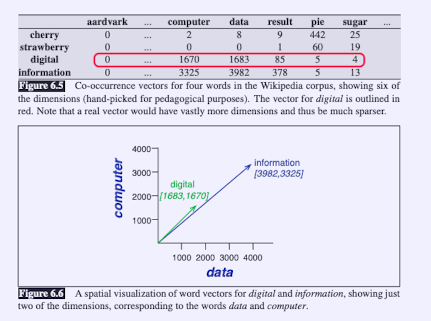 aardvark ... computer data result pie sugar ...
cherry 0 ... 2 8 9 442 25
strawberry 0 ... 0 0 1 60 19
digital 0 ... 1670 1683 85 5 4
information 0 ... 3325 3982 378 5 13
Figure 6.5 Co-occurrence vectors for four words in the Wikipedia corpus, showing six of
the dimensions (hand-picked for pedagogical purposes). The vector for digital is outlined in
red. Note that a real vector would have vastly more dimensions and thus be much sparser.
4000
information
3000
[3982,3325]
digital
2000
[1683,1670]
computer
1000
1000 2000 3000 4000
data
Figure 6.6 A spatial visualization of word vectors for digital and information, showing just
two of the dimensions, corresponding to the words data and computer.